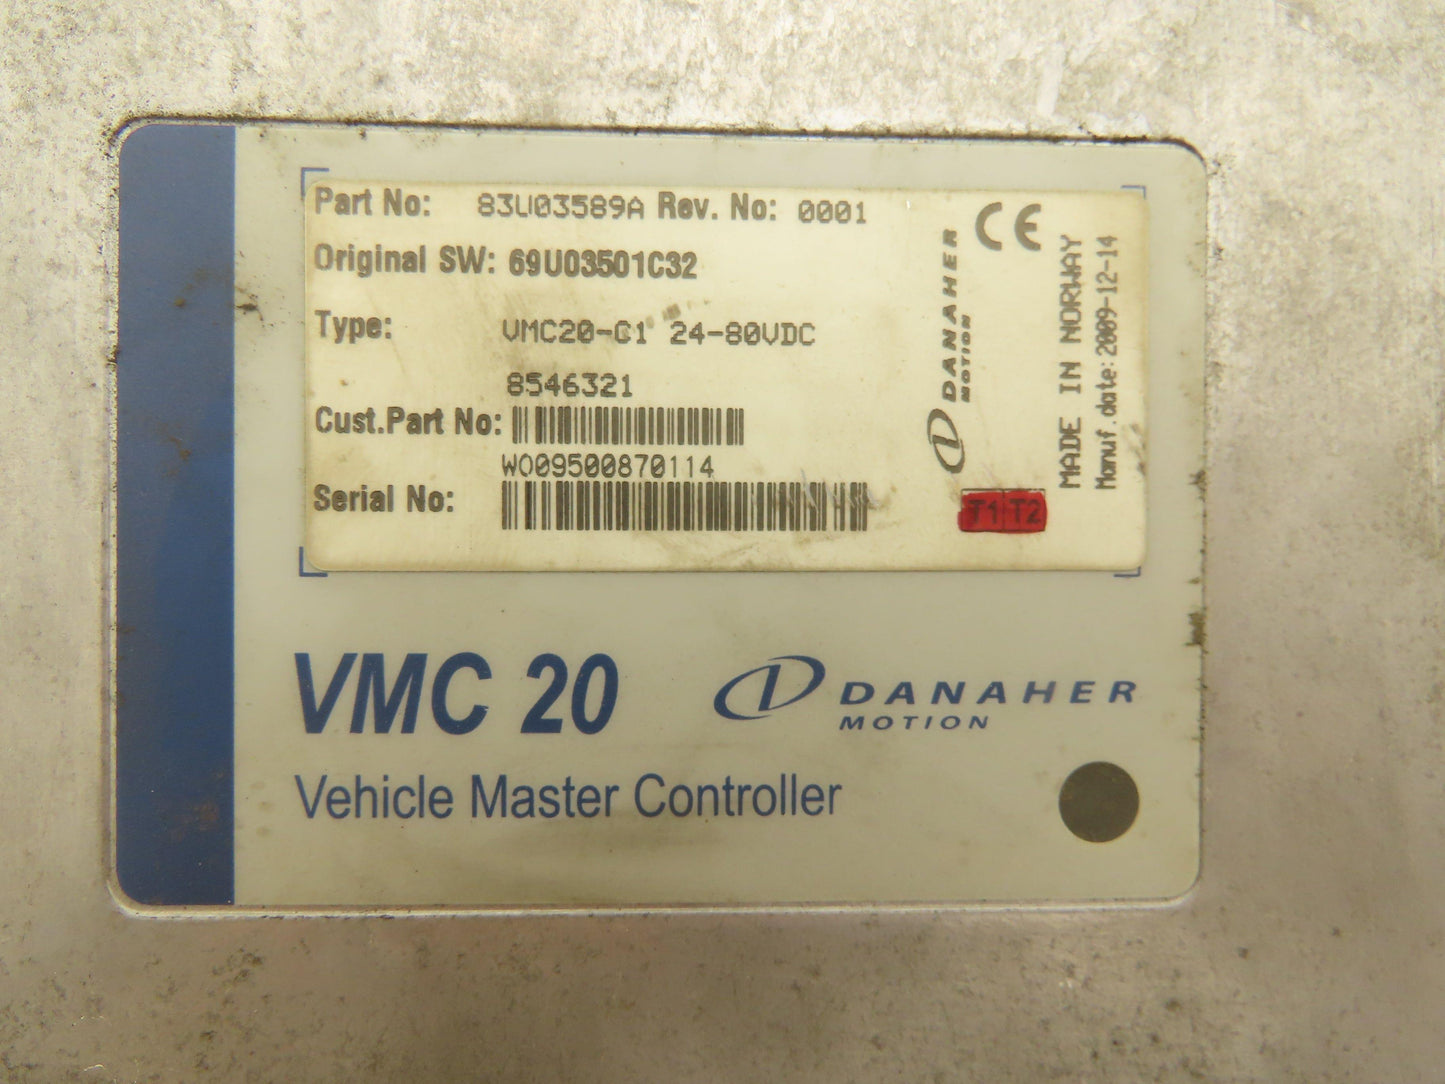 Part No: 83U03589A Rev. No: 0001
Original SW: 69U03501C32
Type: VMC20-C1 24-80VDC
8546321
Cust.Part No:
WO09500870114
Serial No:
DANAHER
MOTION
CE
MADE IN NORWAY
Manuf.date:2009-12-14
T1 T2
VMC 20
DANAHER
MOTION
Vehicle Master Controller